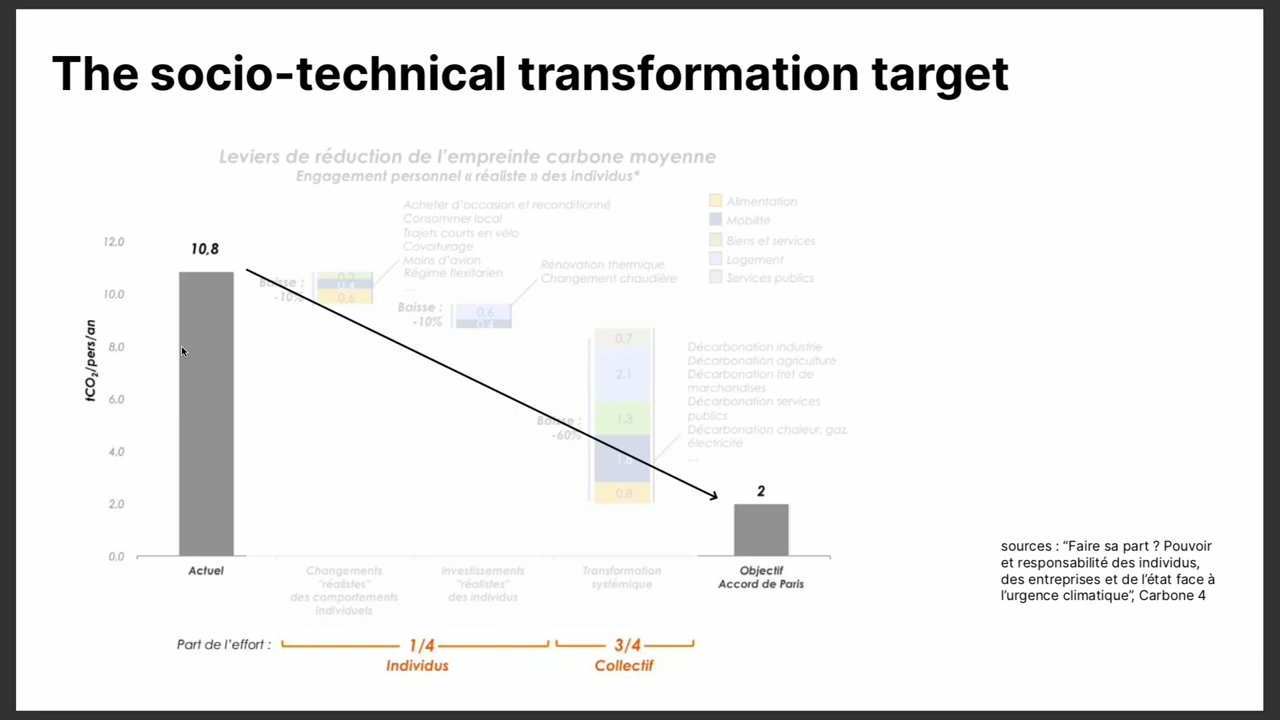 The socio-technical transformation target
Leviers de réduction de l'empreinte carbone moyenne
Engagement personnel « réaliste » des individus*
Acheter d'occasion et reconditionné
Consommer local
Trajets courts en vélo
Covoiturage
Moins d'avion
Régime flexitarien
...
Rénovation thermique
Changement chaudière
Alimentation
Mobilité
Biens et services
Logement
Services publics
tCO2/pers/an
12.0
10,0
8,0
6,0
4,0
2,0
0,0
10,8
Baisse :
-10%
0.2
0.4
0.6
Baisse :
-10%
0,6
0.4
Baisse :
-60%
0.7
2,1
1,3
1,8
0,8
Décarbonation industrie
Décarbonation agriculture
Décarbonation fret de
marchandises
Décarbonation services
publics
Décarbonation chaleur, gaz,
électricité
...
2
Actuel
Changements
"réalistes"
des comportements
individuels
Investissements
"réalistes"
des individus
Transformation
systémique
Objectif
Accord de Paris
Part de l'effort :
1/4
Individus
3/4
Collectif
sources : "Faire sa part ? Pouvoir
et responsabilité des individus,
des entreprises et de l'état face à
l'urgence climatique", Carbone 4